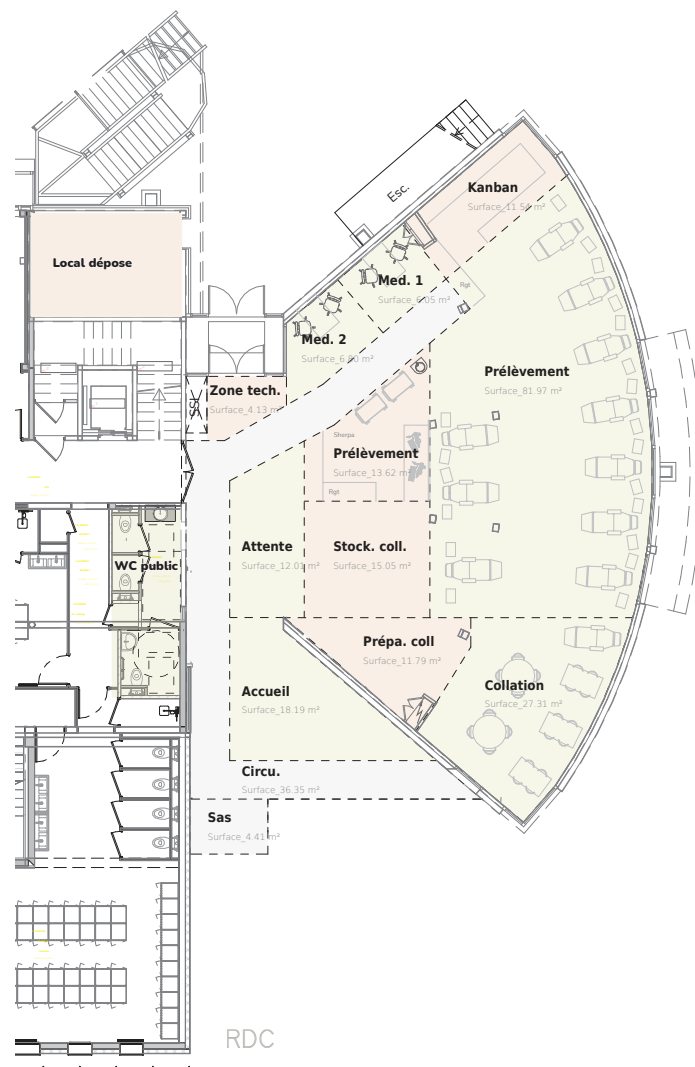 Esc.
Kanban
Surface_11.54 m²
Local dépose
Med. 1
Surface_6.05 m²
Rgt
Med. 2
Surface_6.60 m²
Prélèvement
Surface_81.97 m²
Zone tech.
Surface_4.13 m²
SSI
Sherpa
Prélèvement
Surface_13.62 m²
Rgt
Attente
Surface_12.01 m²
Stock. coll.
Surface_15.05 m²
WC public
Prépa. coll
Surface_11.79 m²
Accueil
Surface_18.19 m²
Collation
Surface_27.31 m²
Circu.
Surface_36.35 m²
Sas
Surface_4.41 m²
RDC